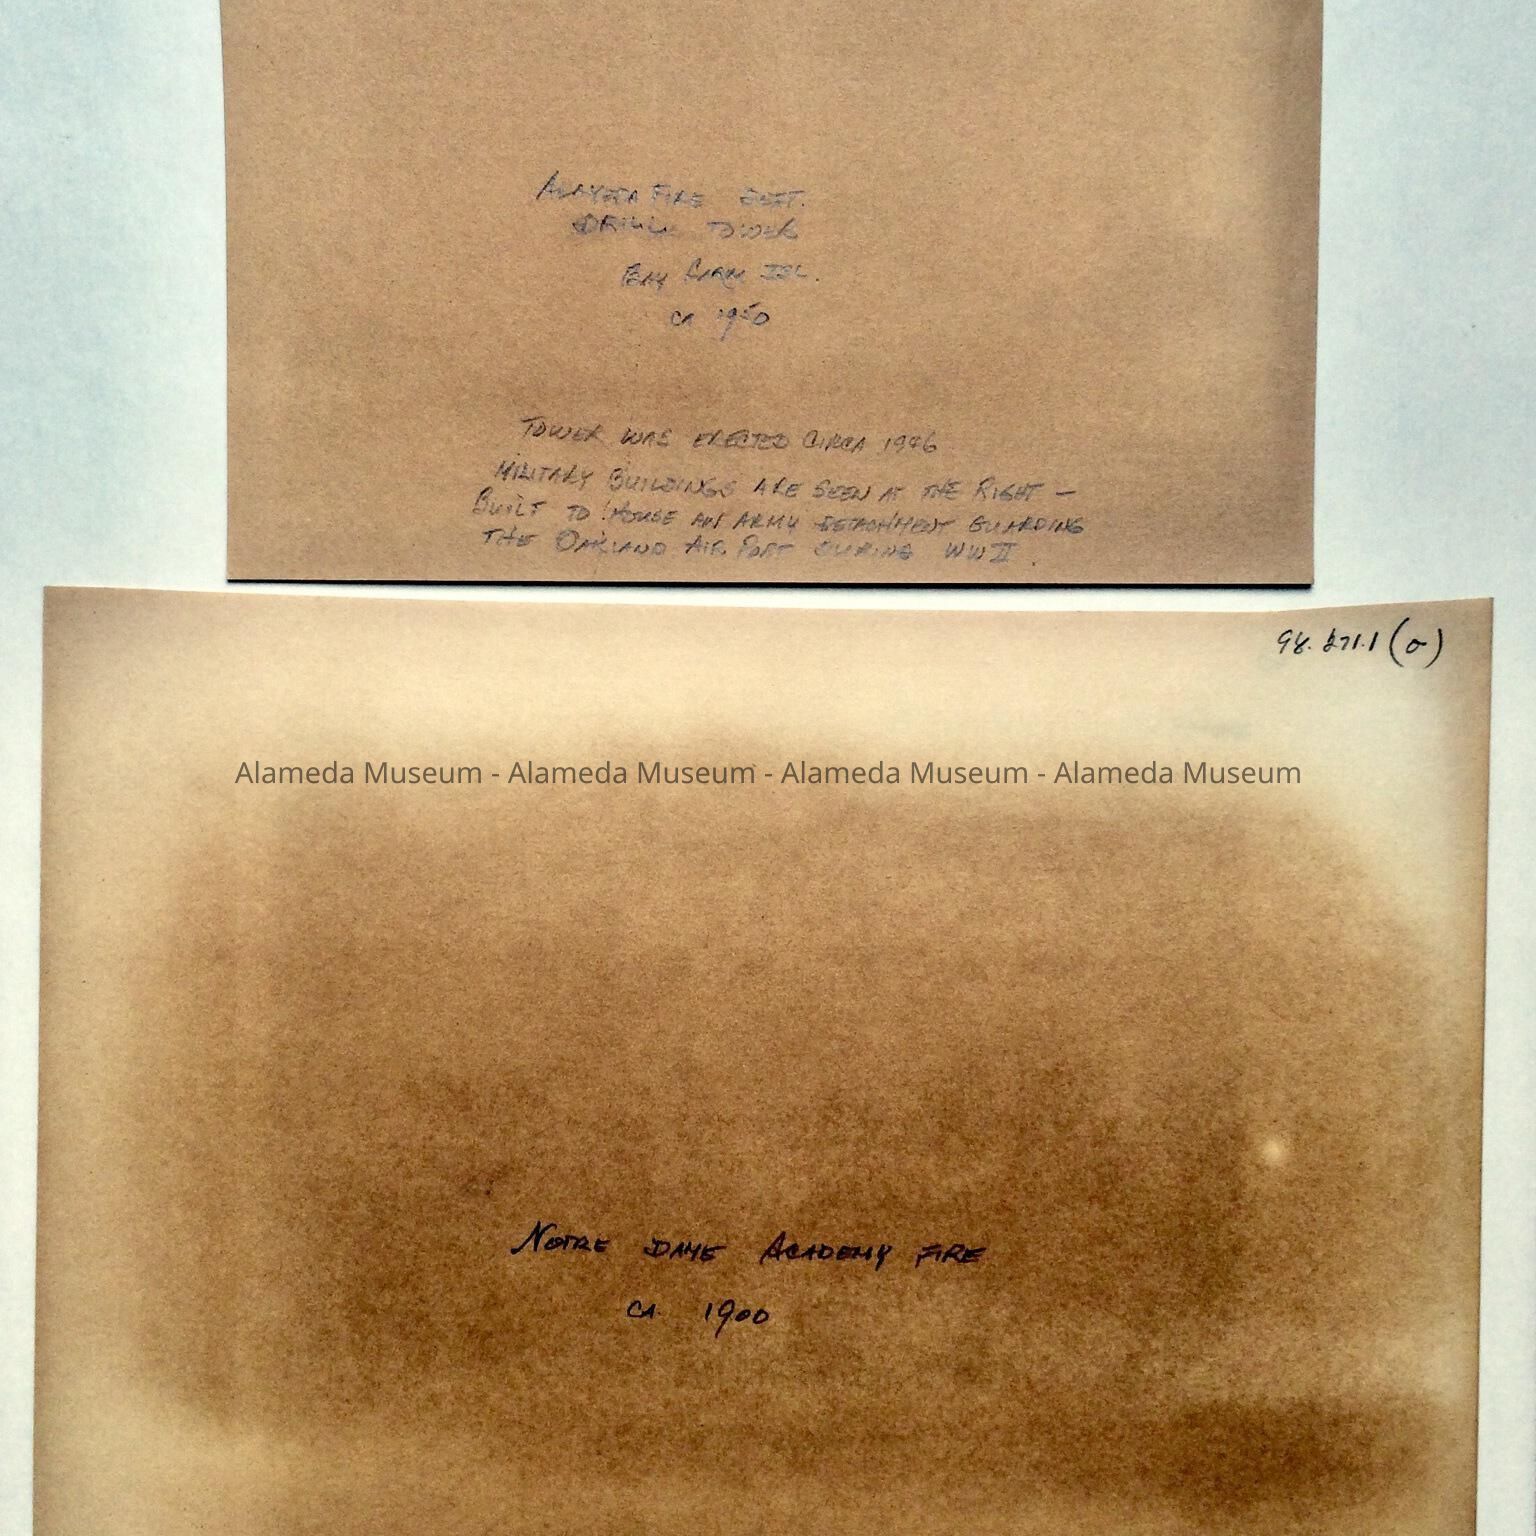 ALAMEDA FIRE DEPT.
DRILL TOWER
BAY FARM ISL.
CA 1950
TOWER WAS ERECTED CIRCA 1946
MILITARY BUILDINGS ARE SEEN AT THE RIGHT –
BUILT TO HOUSE AN ARMY DETACHMENT GUARDING
THE OAKLAND AIR PORT DURING WW II.
98.271.1 (o)
Alameda Museum - Alameda Museum - Alameda Museum - Alameda Museum
NOTRE DAME ACADEMY FIRE
CA. 1900